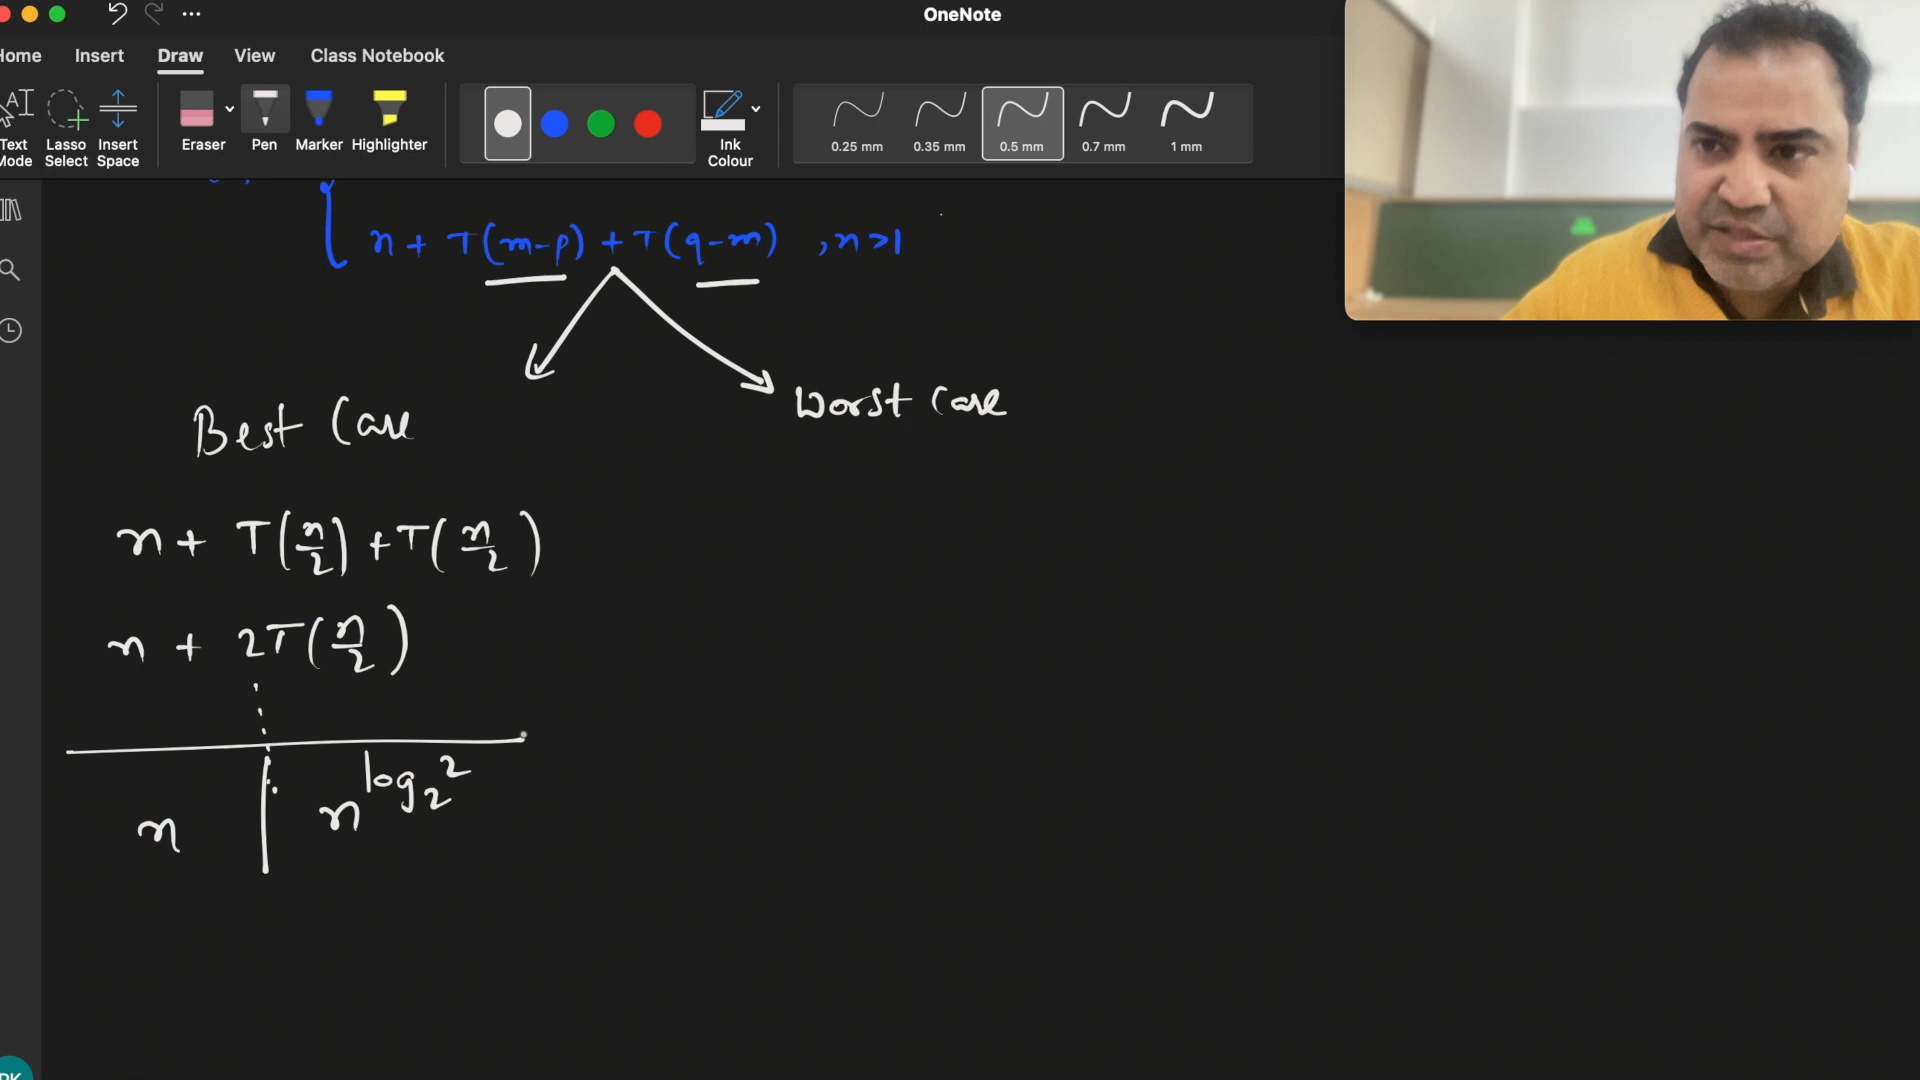 OneNote
Home Insert Draw View Class Notebook
Text Mode Lasso Select Insert Space Eraser Pen Marker Highlighter Ink Colour 0.25 mm 0.35 mm 0.5 mm 0.7 mm 1 mm
n + T(m-p) + T(q-m) , n>1
Worst Case
Best Case
n + T(n/2) + T(n/2)
n + 2T(n/2)
n | n^log₂2